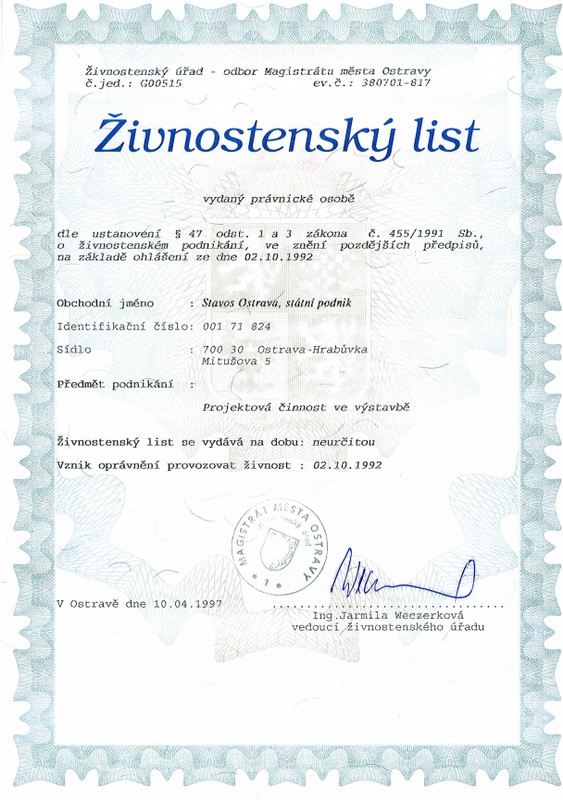 Živnostenský úřad - odbor Magistrátu města Ostravy
č.jed.: G00515 ev.č.: 380701-817
Živnostenský list
vydaný právnické osobě
dle ustanovení § 47 odst. 1 a 3 zákona č. 455/1991 Sb.,
o živnostenském podnikání, ve znění pozdějších předpisů,
na základě ohlášení ze dne 02.10.1992
Obchodní jméno : Stavos Ostrava, státní podnik
Identifikační číslo: 001 71 824
Sídlo : 700 30 Ostrava-Hrabůvka
Mitušova 5
Předmět podnikání :
Projektová činnost ve výstavbě
Živnostenský list se vydává na dobu: neurčitou
Vznik oprávnění provozovat živnost : 02.10.1992
MAGISTRÁT MĚSTA OSTRAVY
* 1 *
V Ostravě dne 10.04.1997
Ing.Jarmila Weczerková
vedoucí živnostenského úřadu